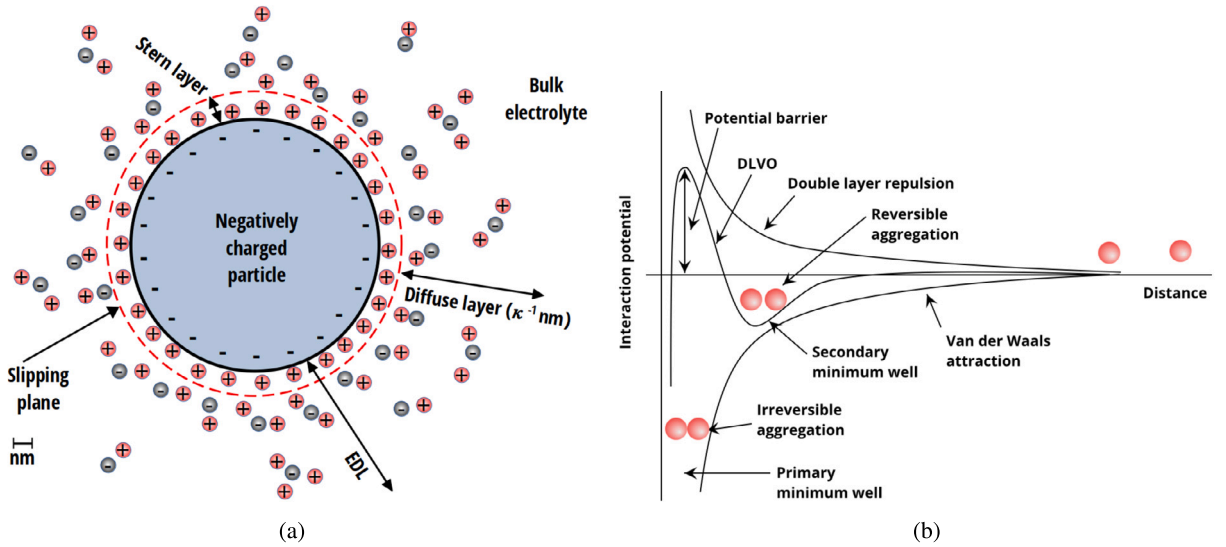 Stern layer
Bulk
electrolyte
Negatively
charged
particle
Diffuse layer (κ⁻¹ nm)
Slipping
plane
nm
EDL
(a)
Potential barrier
DLVO
Double layer repulsion
Reversible
aggregation
Interaction potential
Distance
Van der Waals
attraction
Secondary
minimum well
Irreversible
aggregation
Primary
minimum well
(b)